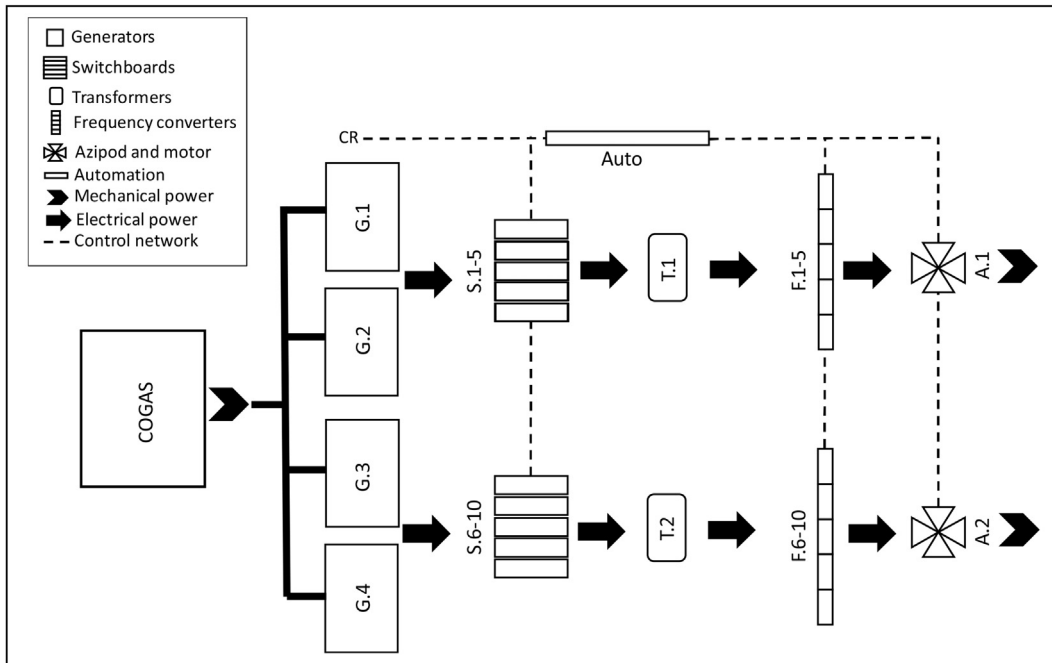 Generators
Switchboards
Transformers
Frequency converters
Azipod and motor
Automation
Mechanical power
Electrical power
Control network
CR
Auto
COGAS
G.1
G.2
G.3
G.4
S.1-5
T.1
F.1-5
A.1
S.6-10
T.2
F.6-10
A.2